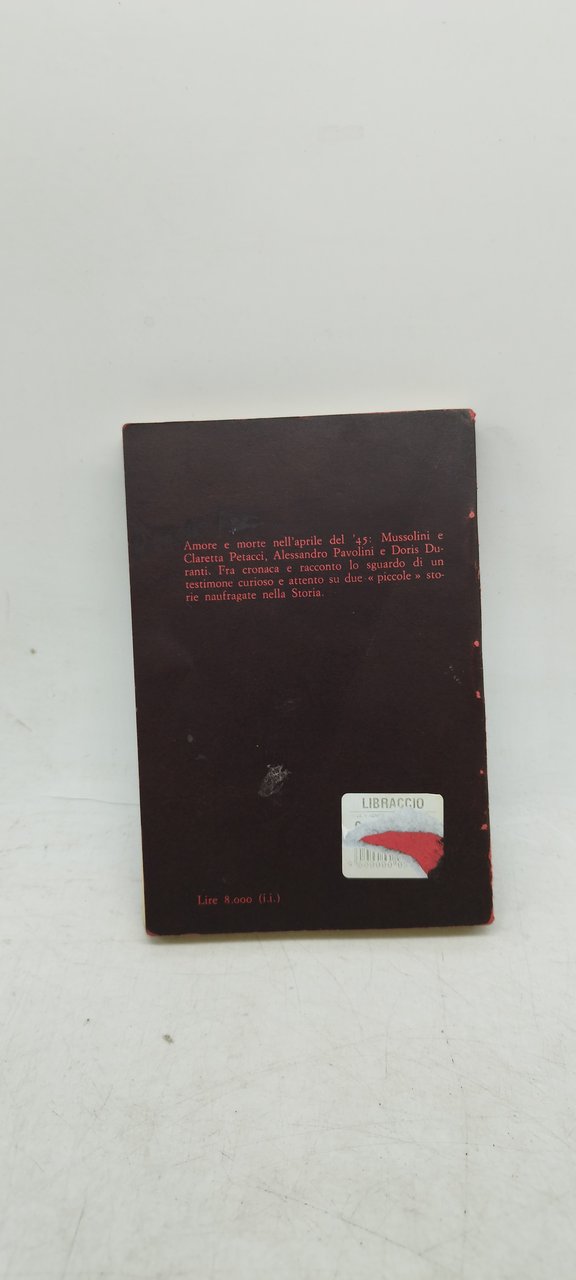 Amore e morte nell'aprile del '45: Mussolini e
Claretta Petacci, Alessandro Pavolini e Doris Du-
ranti. Fra cronaca e racconto lo sguardo di un
testimone curioso e attento su due « piccole » sto-
rie naufragate nella Storia.
LIBRACCIO
Lire 8.000 (i.i.)